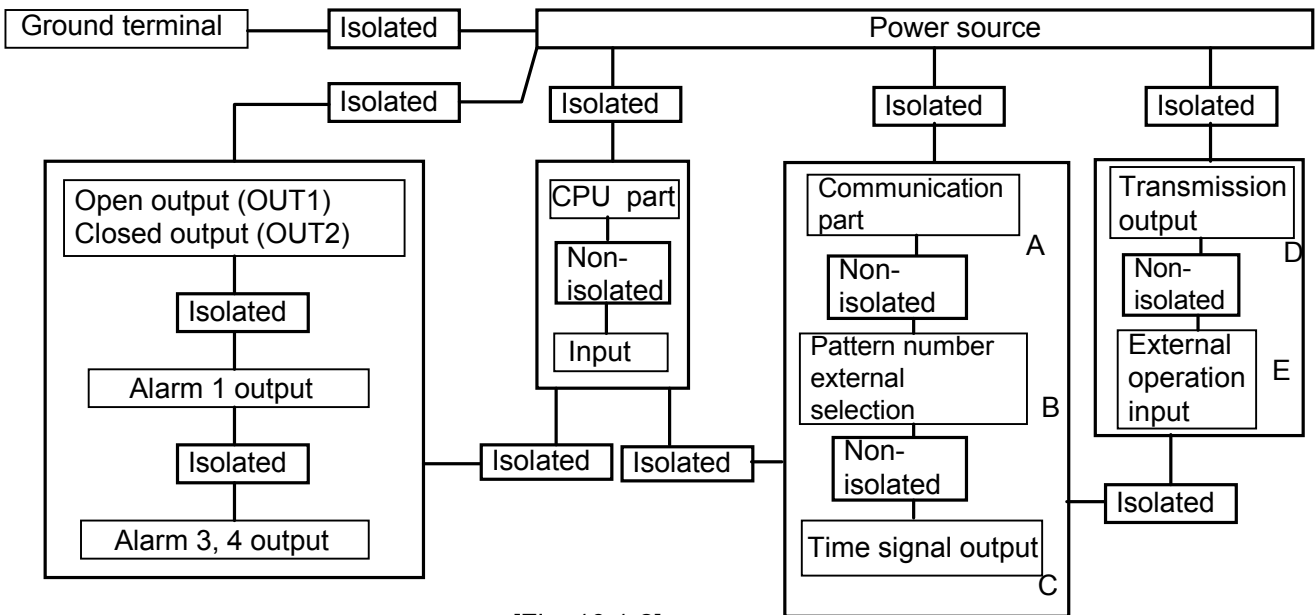 Ground terminal
Isolated
Power source
Isolated
Isolated
Isolated
Isolated
Open output (OUT1)
Closed output (OUT2)
Isolated
Alarm 1 output
Isolated
Alarm 3, 4 output
CPU part
Non-
isolated
Input
Isolated
Isolated
Communication
part
A
Non-
isolated
Pattern number
external
selection
B
Non-
isolated
Time signal output
C
Transmission
output
D
Non-
isolated
External
operation
input
E
Isolated